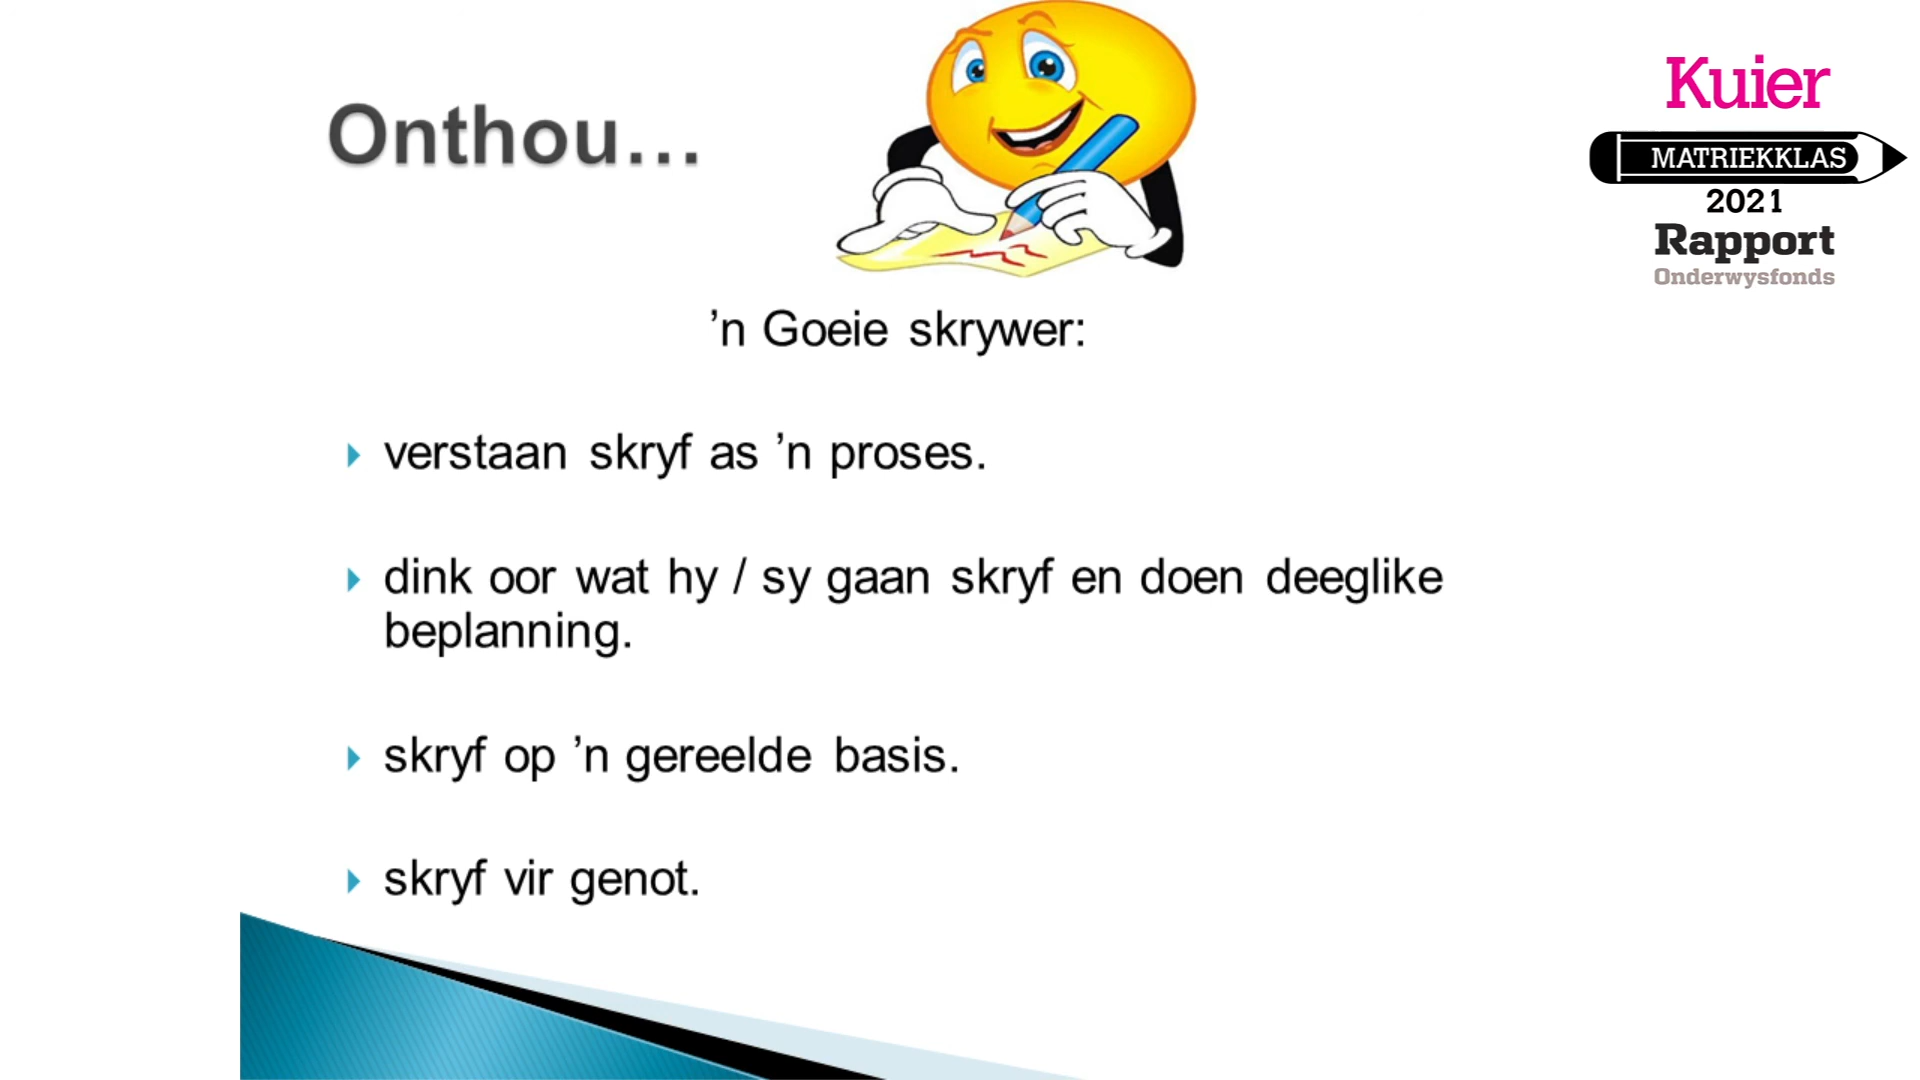 Onthou...
Kuier
MATRIEKKLAS
2021
Rapport
Onderwysfonds
’n Goeie skrywer:
verstaan skryf as ’n proses.
dink oor wat hy / sy gaan skryf en doen deeglike
beplanning.
skryf op ’n gereelde basis.
skryf vir genot.